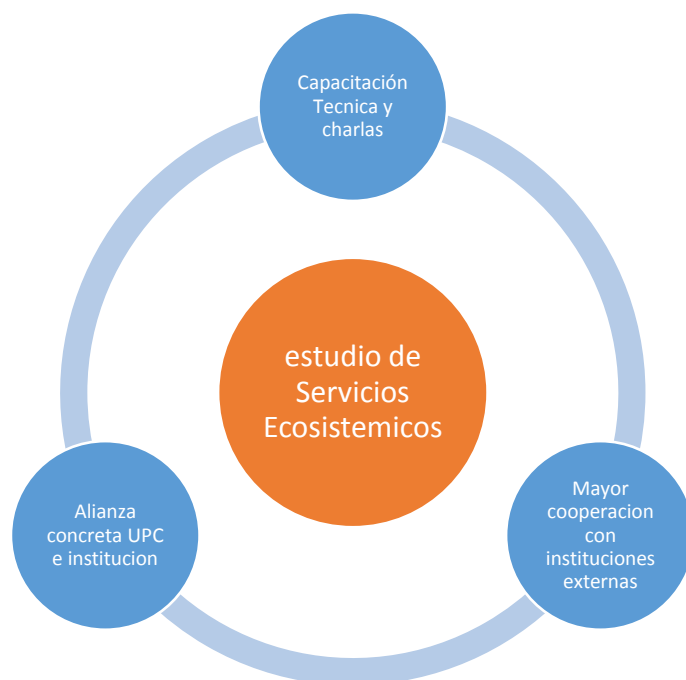 Capacitación
Tecnica y
charlas
estudio de
Servicios
Ecosistemicos
Alianza
concreta UPC
e institucion
Mayor
cooperacion
con
instituciones
externas